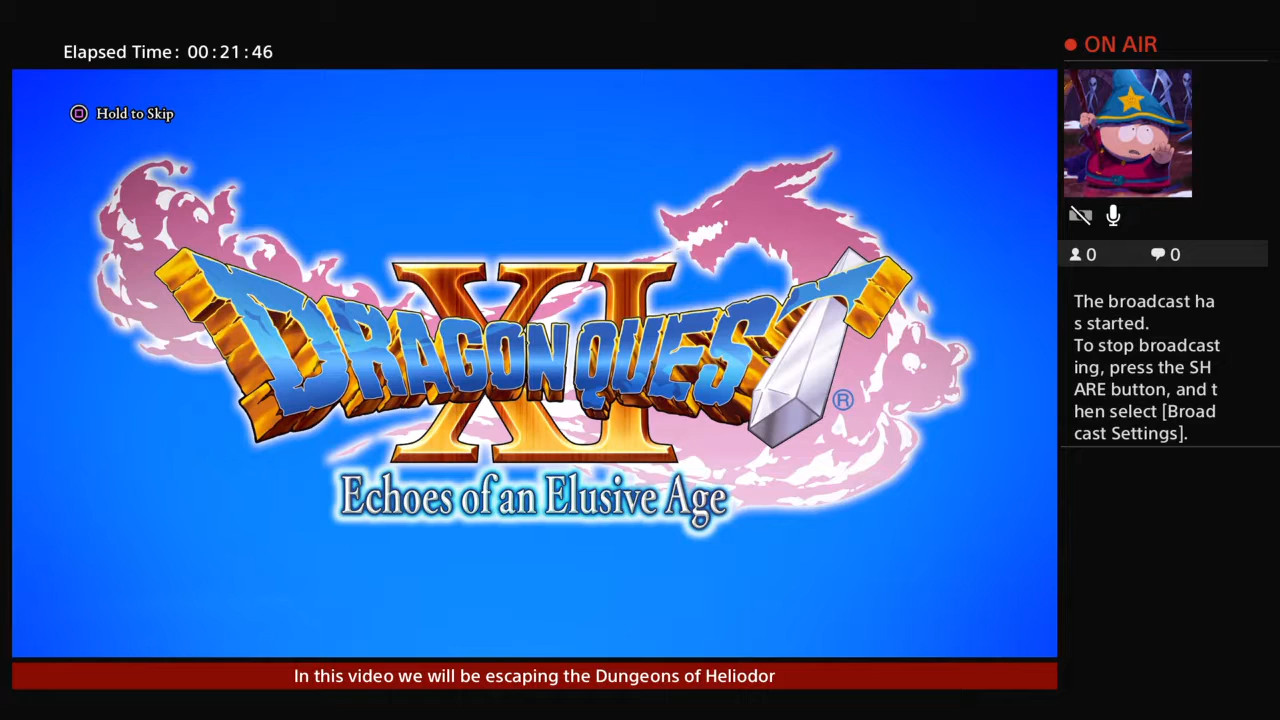 Elapsed Time: 00:21:46
ON AIR
Hold to Skip
XI
DRAGON QUEST
®
Echoes of an Elusive Age
0 0
The broadcast ha
s started.
To stop broadcast
ing, press the SH
ARE button, and t
hen select [Broad
cast Settings].
In this video we will be escaping the Dungeons of Heliodor